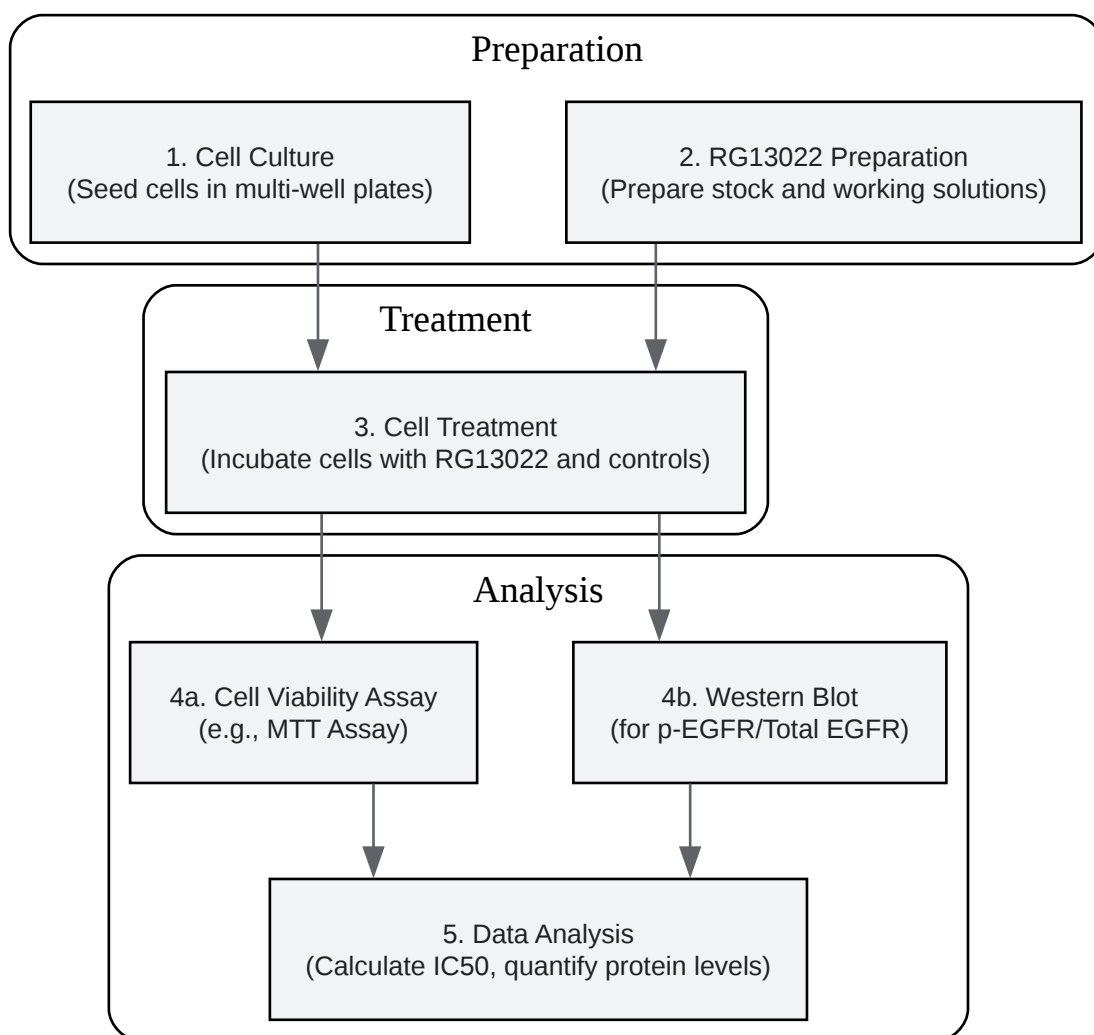 Preparation
1. Cell Culture
(Seed cells in multi-well plates)
2. RG13022 Preparation
(Prepare stock and working solutions)
Treatment
3. Cell Treatment
(Incubate cells with RG13022 and controls)
Analysis
4a. Cell Viability Assay
(e.g., MTT Assay)
4b. Western Blot
(for p-EGFR/Total EGFR)
5. Data Analysis
(Calculate IC50, quantify protein levels)